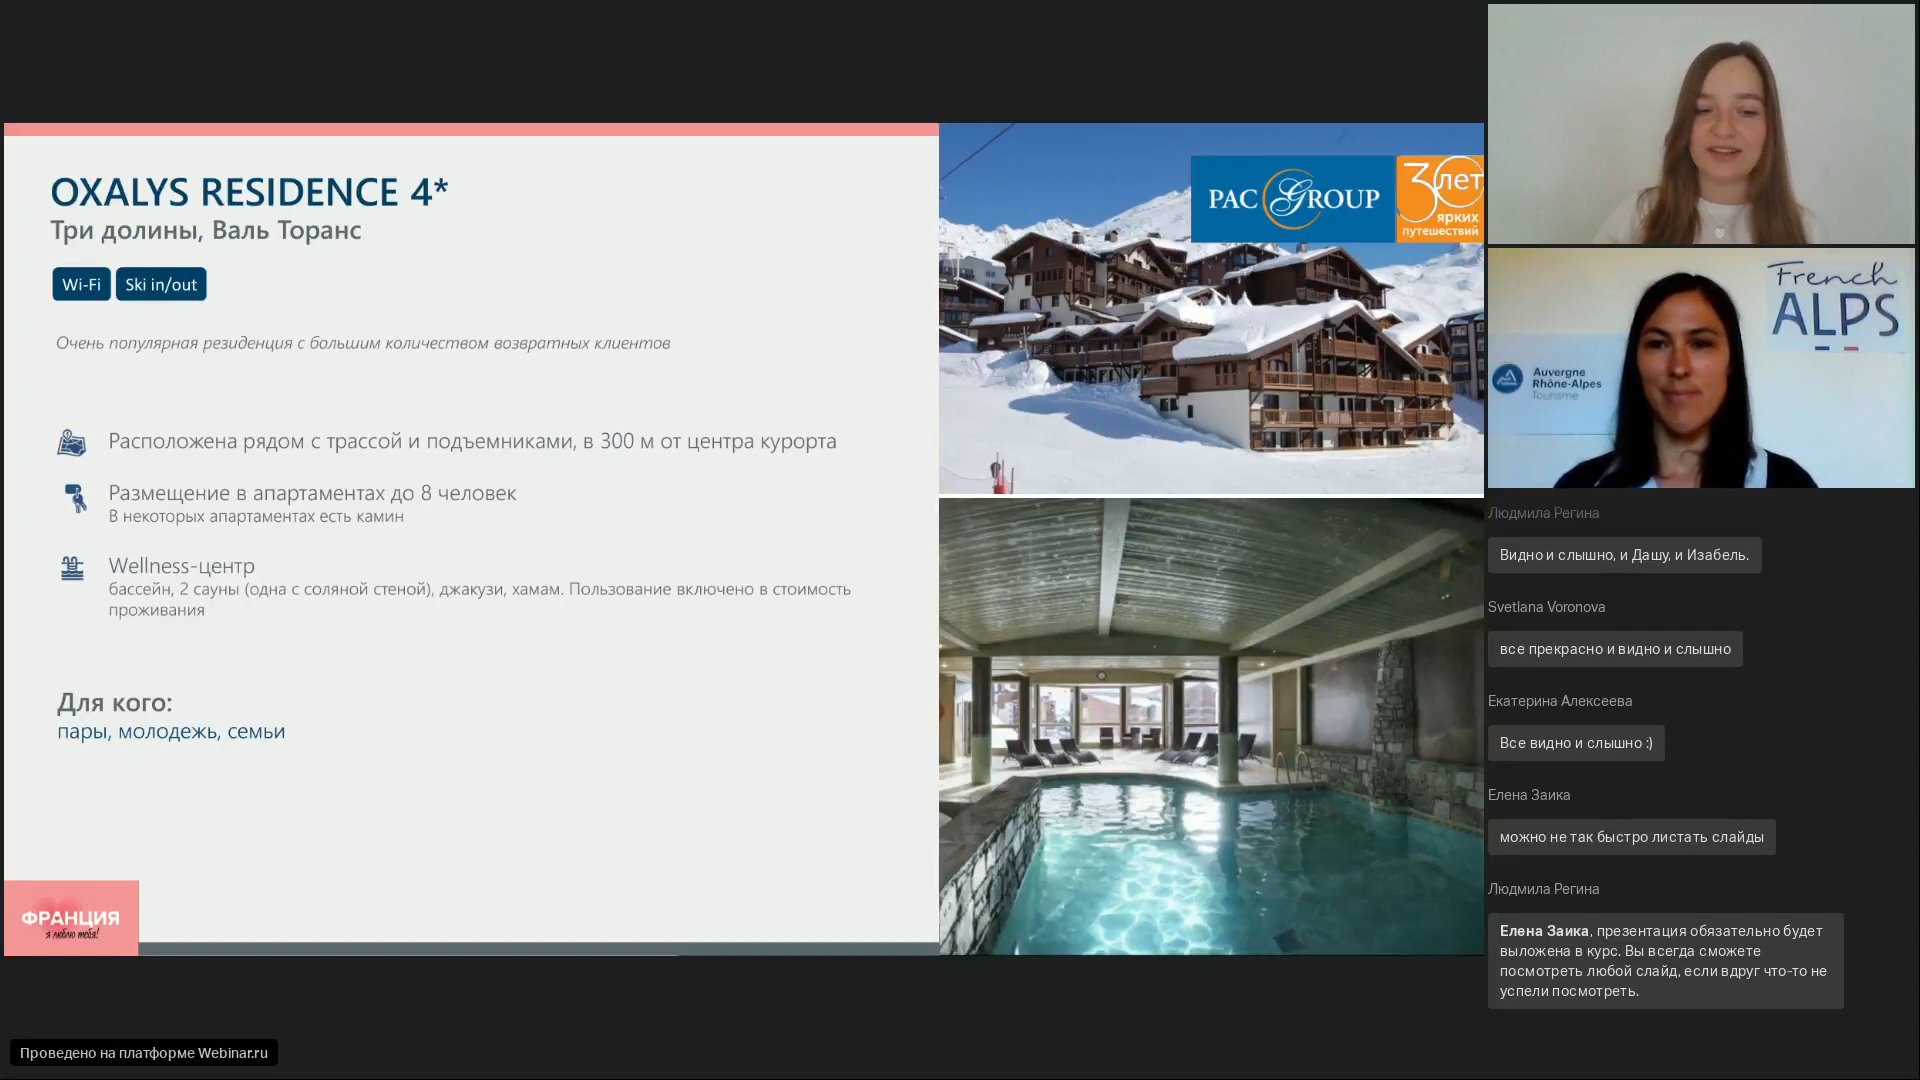 OXALYS RESIDENCE 4*
Три долины, Валь Торанс
Wi-Fi
Ski in/out
Очень популярная резиденция с большим количеством возвратных клиентов
Расположена рядом с трассой и подъемниками, в 300 м от центра курорта
Размещение в апартаментах до 8 человек
В некоторых апартаментах есть камин
Wellness-центр
бассейн, 2 сауны (одна с соляной стеной), джакузи, хамам. Пользование включено в стоимость
проживания
Для кого:
пары, молодежь, семьи
ФРАНЦИЯ
я люблю тебя!
PAC GROUP
30 лет
ярких
путешествий
French
ALPS
Auvergne
Rhône-Alpes
Tourisme
Людмила Регина
Видно и слышно, и Дашу, и Изабель.
Svetlana Voronova
все прекрасно и видно и слышно
Екатерина Алексеева
Все видно и слышно :)
Елена Заика
можно не так быстро листать слайды
Людмила Регина
Елена Заика, презентация обязательно будет
выложена в курс. Вы всегда сможете
посмотреть любой слайд, если вдруг что-то не
успели посмотреть.
Проведено на платформе Webinar.ru